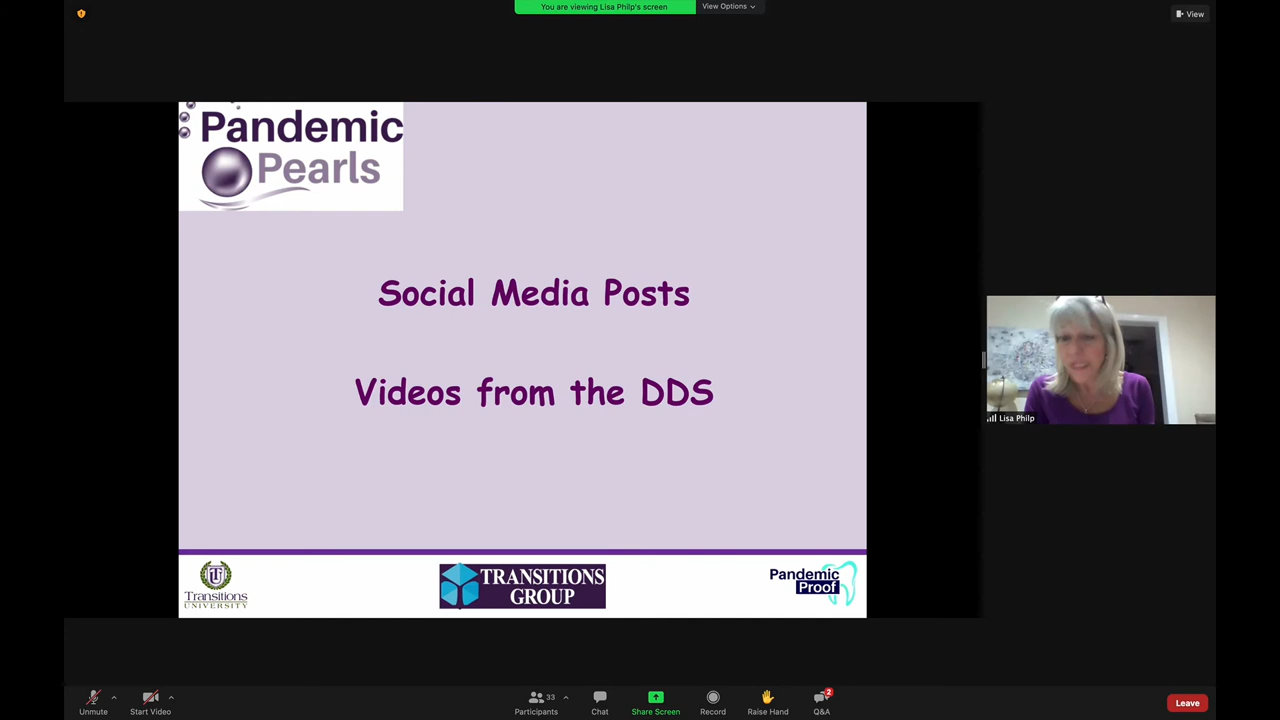 You are viewing Lisa Philp's screen
View Options
View
Pandemic
Pearls
Social Media Posts
Videos from the DDS
Lisa Philp
TU
Transitions
UNIVERSITY
TRANSITIONS
GROUP
Pandemic
Proof
Unmute
Start Video
33
Participants
Chat
Share Screen
Record
Raise Hand
2
Q&A
Leave